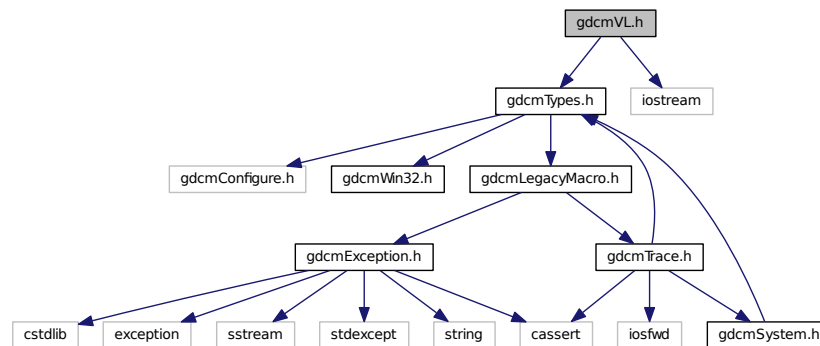 gdcmVL.h
gdcmTypes.h
iostream
gdcmConfigure.h
gdcmWin32.h
gdcmLegacyMacro.h
gdcmException.h
gdcmTrace.h
cstdlib
exception
sstream
stdexcept
string
cassert
iosfwd
gdcmSystem.h